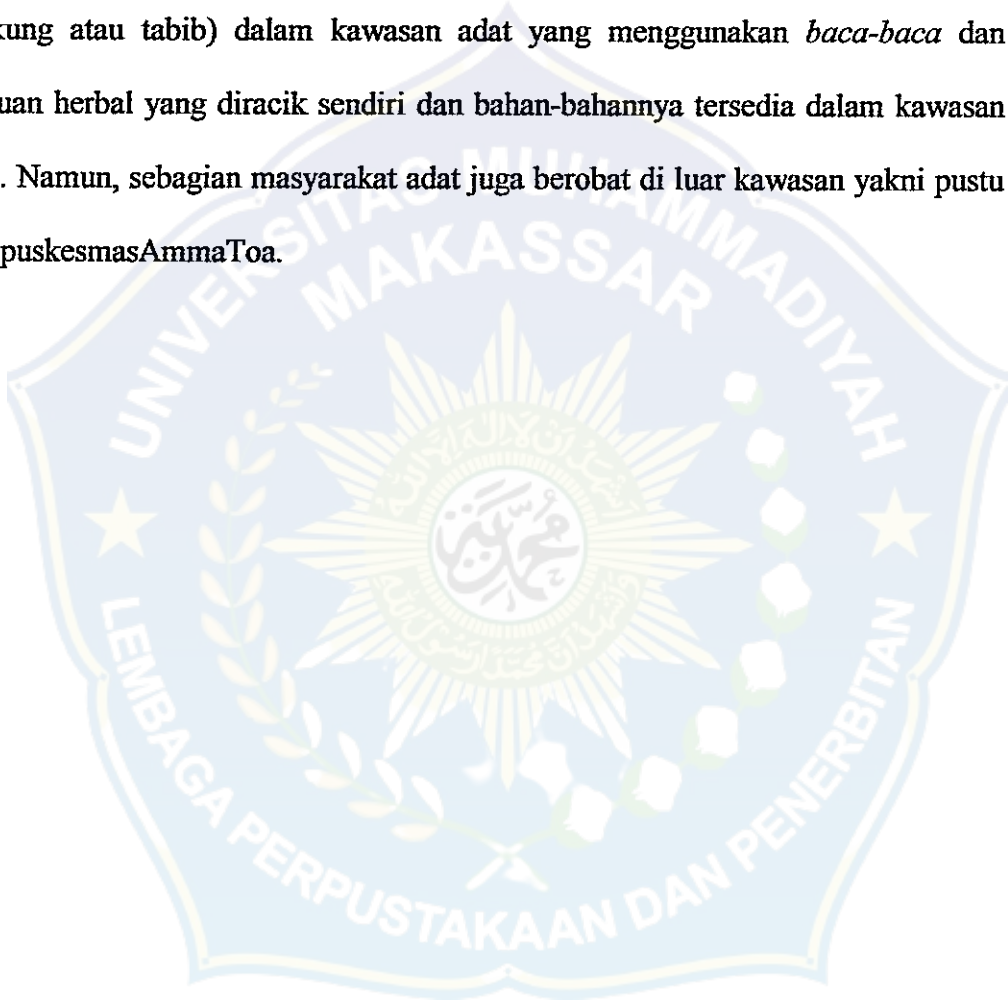 kung atau tabib) dalam kawasan adat yang menggunakan baca-baca dan
uan herbal yang diracik sendiri dan bahan-bahannya tersedia dalam kawasan
. Namun, sebagian masyarakat adat juga berobat di luar kawasan yakni pustu
puskesmasAmmaToa.
UNIVERSITAS MUHAMMADIYAH
MAKASSAR
LEMBAGA PERPUSTAKAAN DAN PENERBITAN